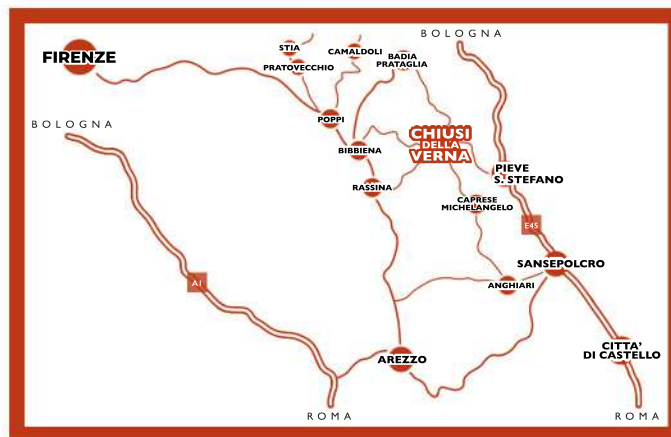 BOLOGNA
STIA
CAMALDOLI
FIRENZE
BADIA
PRATAGLIA
PRATOVECCHIO
POPPI
BOLOGNA
CHIUSI
DELLA
VERNA
BIBBIENA
PIEVE
S. STEFANO
RASSINA
CAPRESE
MICHELANGELO
E45
SANSEPOLCRO
A1
ANGHIARI
CITTA'
DI CASTELLO
AREZZO
ROMA
ROMA